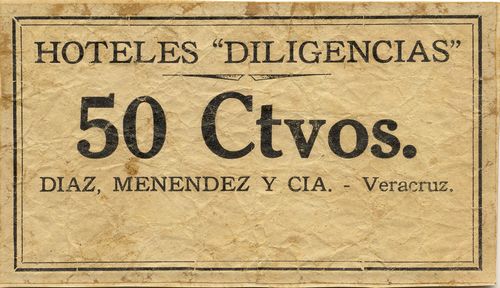 HOTELES “DILIGENCIAS”
50 Ctvos.
DIAZ, MENENDEZ Y CIA. - Veracruz.